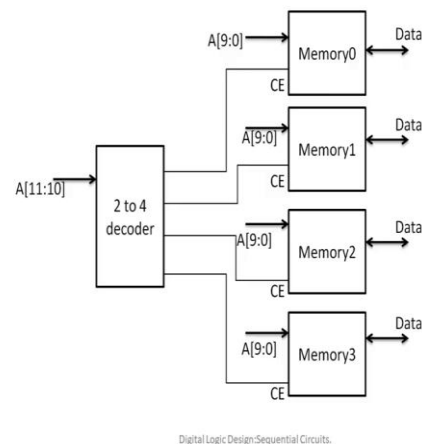 A[9:0]
Memory0
Data
CE
A[9:0]
Memory1
Data
CE
A[11:10]
2 to 4
decoder
A[9:0]
Memory2
Data
CE
A[9:0]
Memory3
Data
CE
Digital Logic Design:Sequential Circuits.